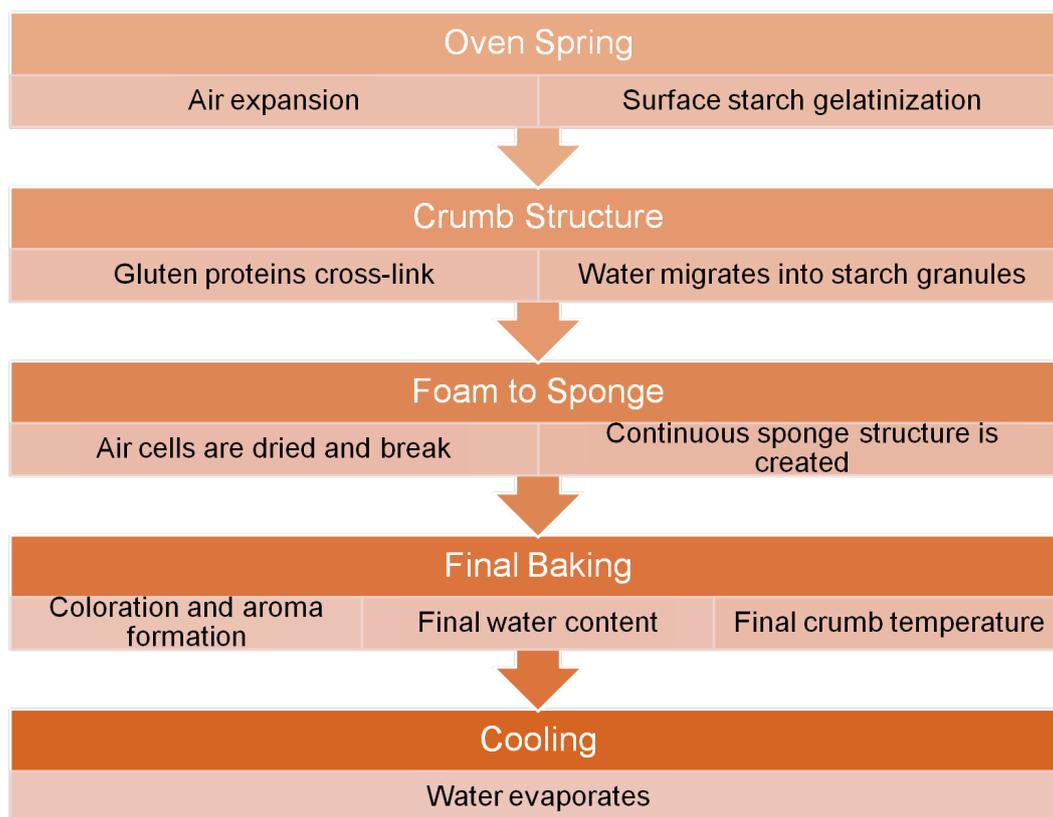 Oven Spring
Air expansion
Surface starch gelatinization
Crumb Structure
Gluten proteins cross-link
Water migrates into starch granules
Foam to Sponge
Air cells are dried and break
Continuous sponge structure is
created
Final Baking
Coloration and aroma
formation
Final water content
Final crumb temperature
Cooling
Water evaporates